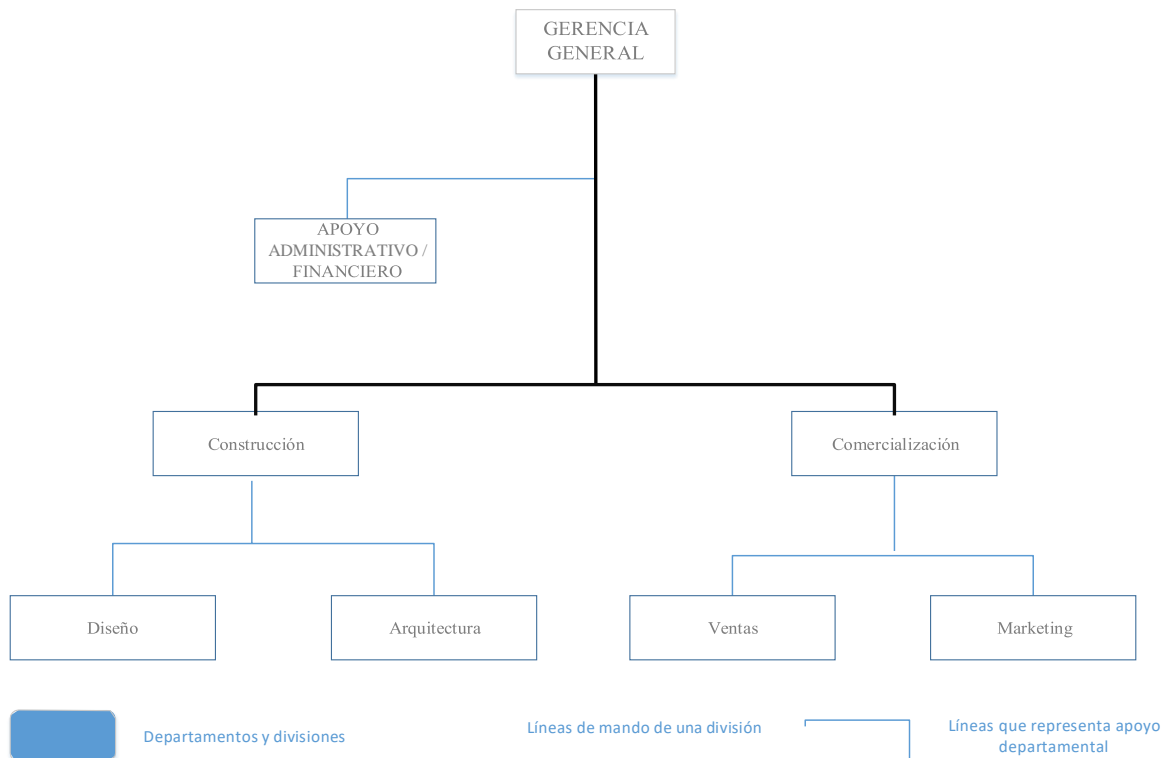 GERENCIA
GENERAL
APOYO
ADMINISTRATIVO /
FINANCIERO
Construcción
Comercialización
Diseño
Arquitectura
Ventas
Marketing
Departamentos y divisiones
Líneas de mando de una división
Líneas que representa apoyo
departamental